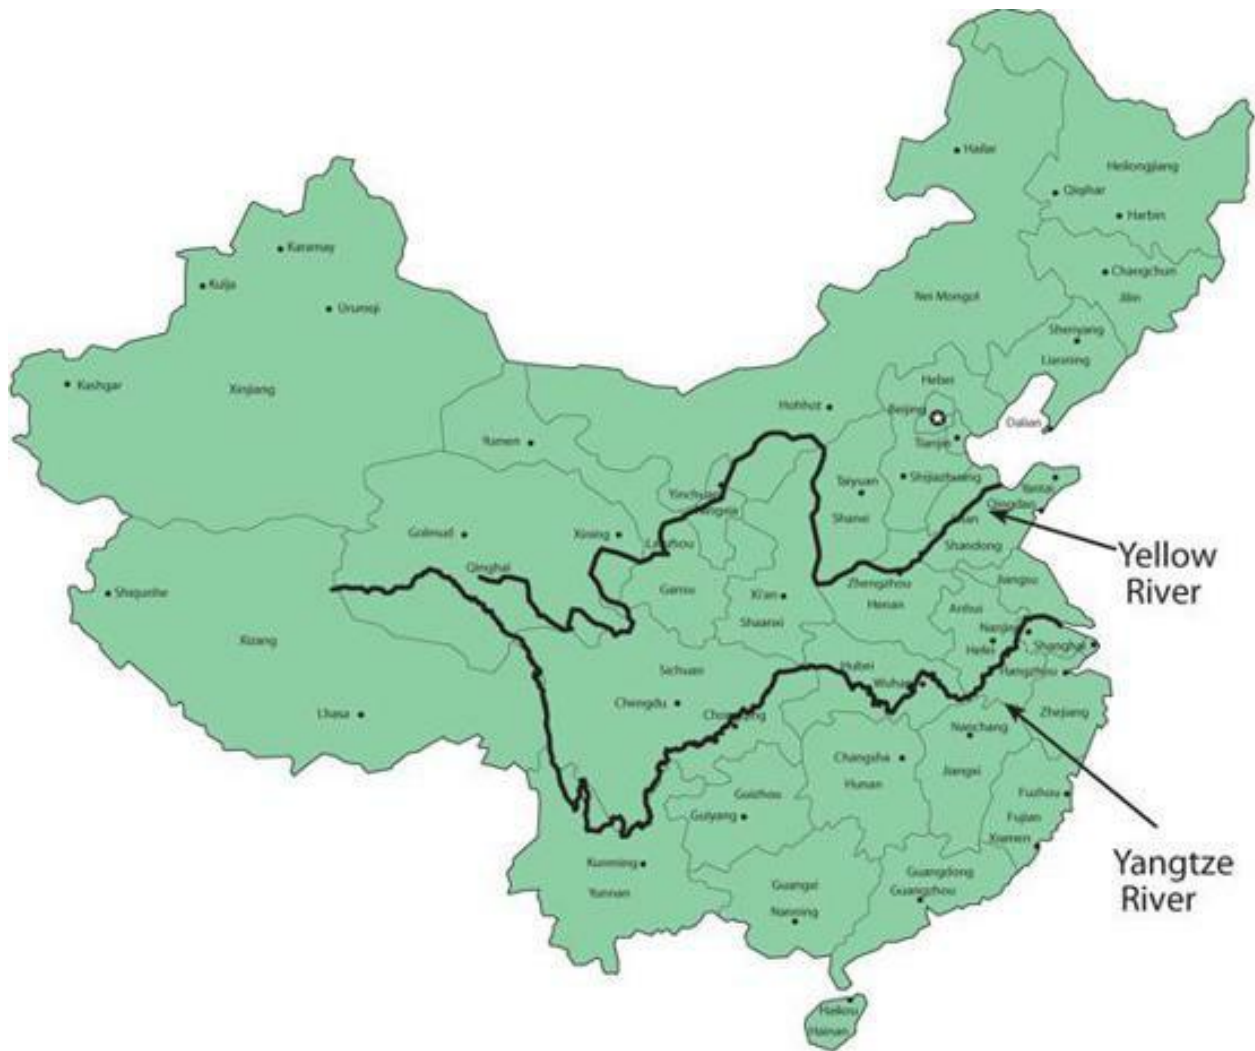 Hailar
Heilongjiang
Qiqihar
Harbin
Karamay
Changchun
Kulja
Jilin
Nei Mongol
Urumqi
Shenyang
Liaoning
Hebei
Kashgar
Xinjiang
Hohhot
Beijing
Dalian
Yumen
Tianjin
Shijiazhuang
Taiyuan
Yantai
Yinchuan
Qingdao
Ningxia
Shanxi
Golmud
Xining
Lanzhou
Shandong
Yellow
River
Qinghai
Zhengzhou
Jiangsu
Shiquanhe
Gansu
Xi'an
Henan
Anhui
Shaanxi
Nanjing
Xizang
Hefei
Shanghai
Hubei
Sichuan
Hangzhou
Wuhan
Chengdu
Zhejiang
Lhasa
Chongqing
Nanchang
Changsha
Jiangxi
Hunan
Guizhou
Fuzhou
Guiyang
Fujian
Xiamen
Yangtze
River
Kunming
Guangdong
Guangxi
Guangzhou
Yunnan
Nanning
Haikou
Hainan